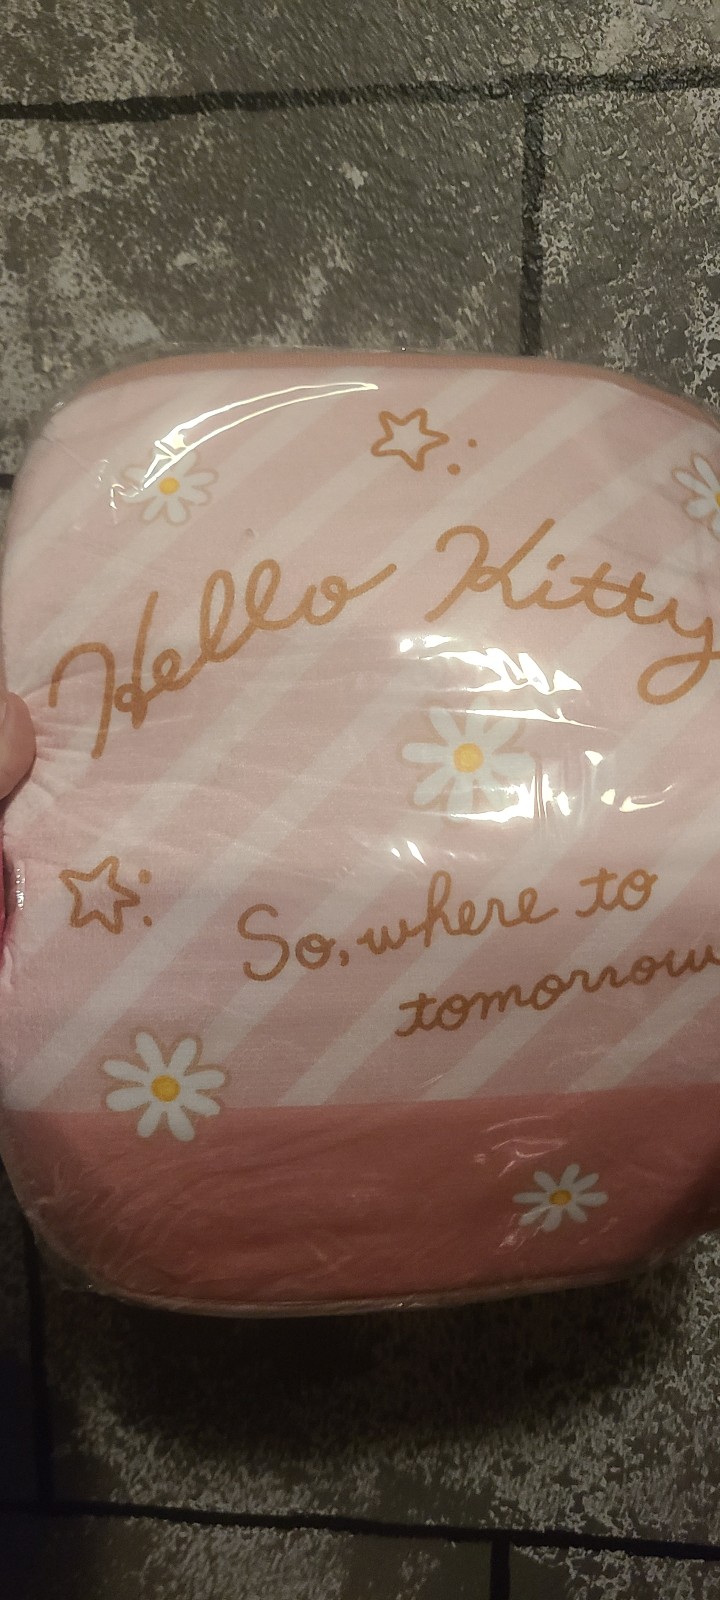 Hello Kitty
So, where to
tomorrow